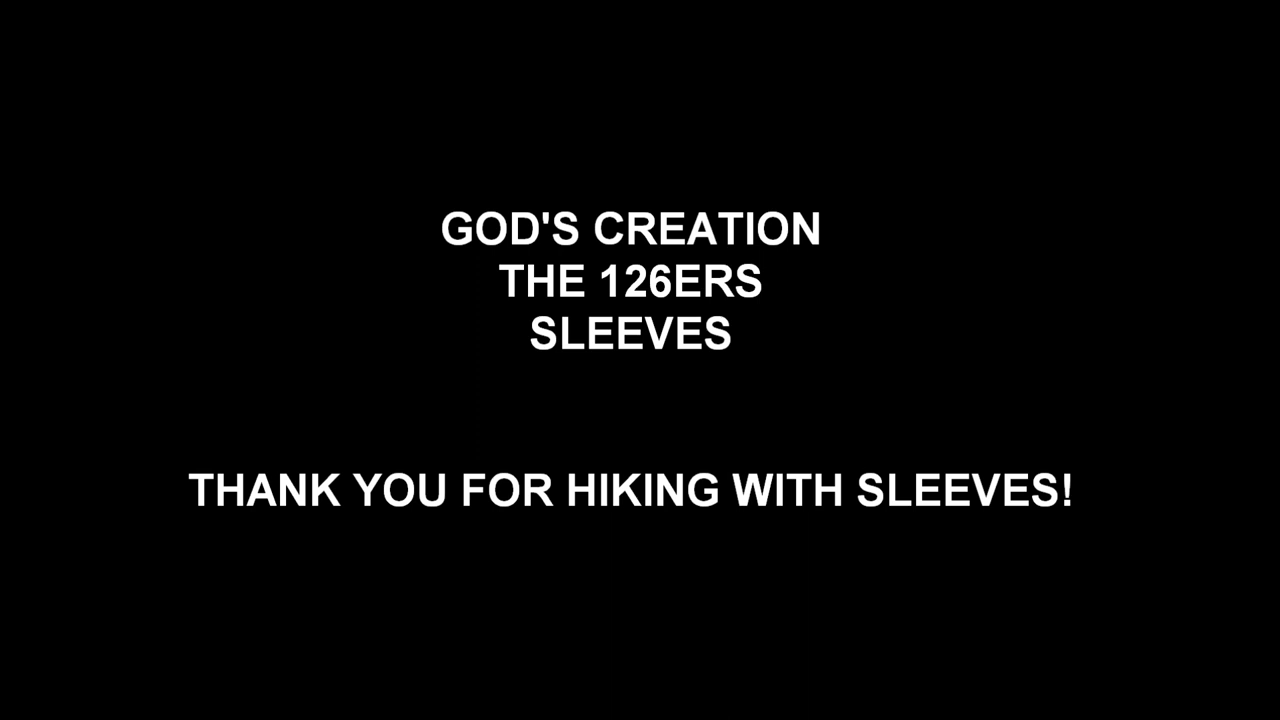 GOD'S CREATION
THE 126ERS
SLEEVES
THANK YOU FOR HIKING WITH SLEEVES!